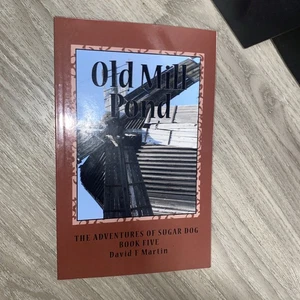 Old Mill
Pond
THE ADVENTURES OF SUGAR DOG
BOOK FIVE
David T Martin